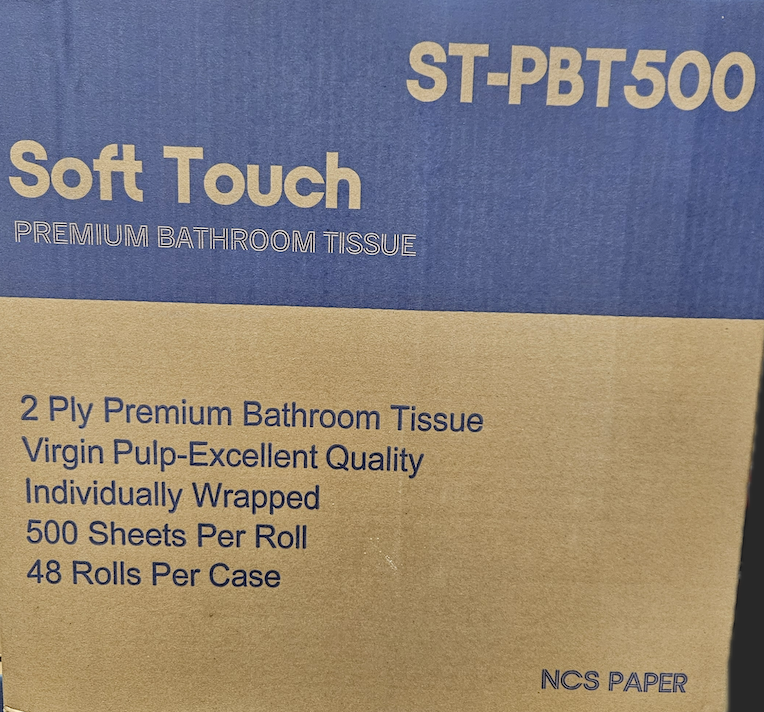 ST-PBT500
Soft Touch
PREMIUM BATHROOM TISSUE
2 Ply Premium Bathroom Tissue
Virgin Pulp-Excellent Quality
Individually Wrapped
500 Sheets Per Roll
48 Rolls Per Case
NCS PAPER